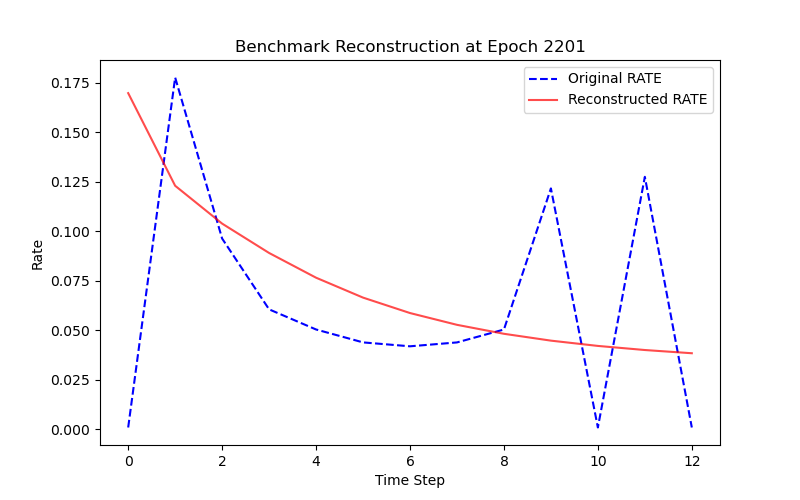 Benchmark Reconstruction at Epoch 2201
Original RATE
Reconstructed RATE
0.175
0.150
0.125
0.100
0.075
0.050
0.025
0.000
Rate
0 2 4 6 8 10 12
Time Step